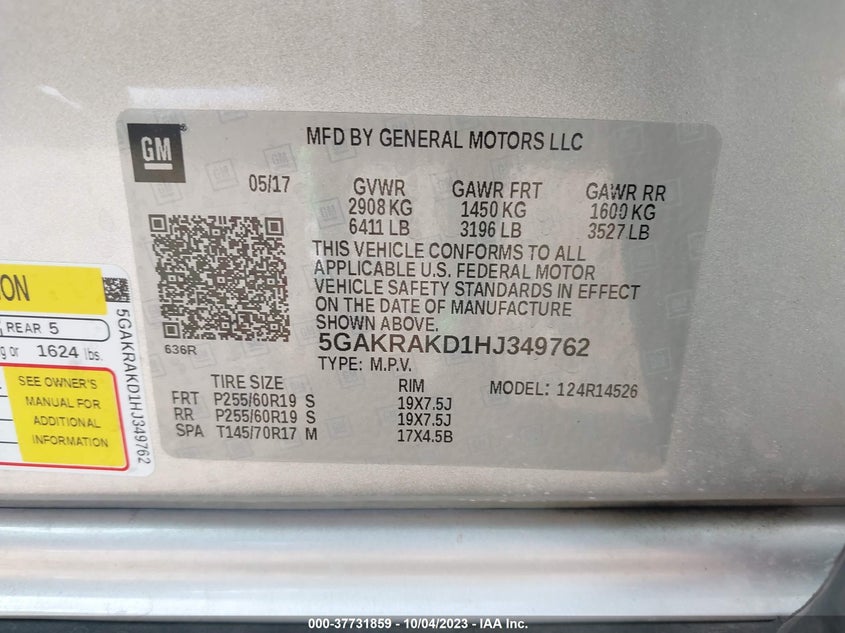 GM
MFD BY GENERAL MOTORS LLC
05/17
GVWR GAWR FRT GAWR RR
2908 KG 1450 KG 1600 KG
6411 LB 3196 LB 3527 LB
THIS VEHICLE CONFORMS TO ALL
APPLICABLE U.S. FEDERAL MOTOR
VEHICLE SAFETY STANDARDS IN EFFECT
ON THE DATE OF MANUFACTURE
SHOWN ABOVE.
636R
5GAKRAKD1HJ349762
TYPE: M.P.V.
TIRE SIZE RIM MODEL: 124R14526
FRT P255/60R19 S 19X7.5J
RR P255/60R19 S 19X7.5J
SPA T145/70R17 M 17X4.5B
REAR 5
or 1624 lbs.
SEE OWNER'S
MANUAL FOR
ADDITIONAL
INFORMATION
5GAKRAKD1HJ349762
000-37731859 - 10/04/2023 - IAA Inc.